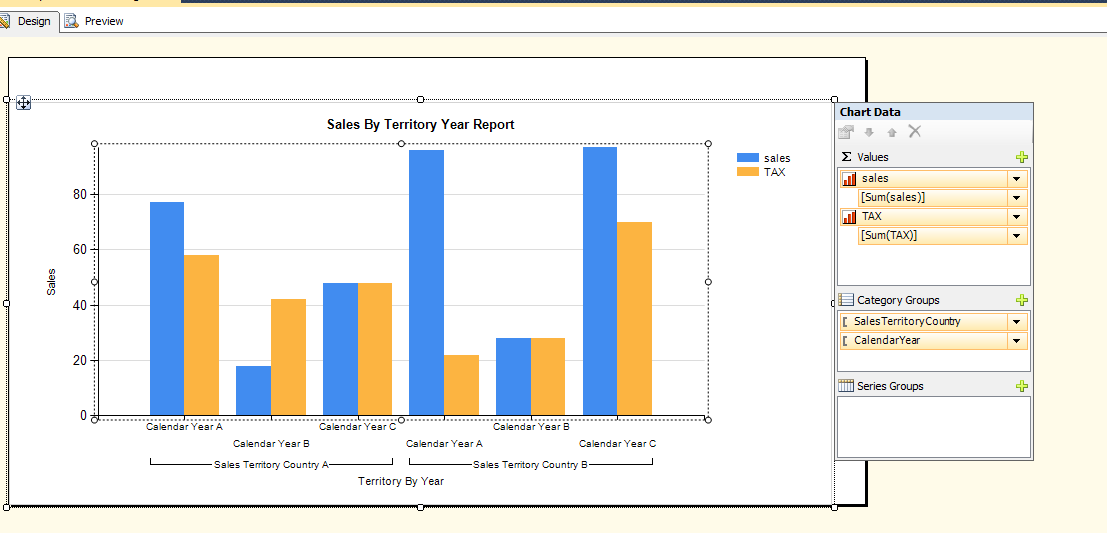 Design Preview
Sales By Territory Year Report
sales
TAX
80
60
40
20
0
Sales
Calendar Year A
Calendar Year B
Calendar Year C
Calendar Year A
Calendar Year B
Calendar Year C
Sales Territory Country A
Sales Territory Country B
Territory By Year
Chart Data
Σ Values
sales
[Sum(sales)]
TAX
[Sum(TAX)]
Category Groups
SalesTerritoryCountry
CalendarYear
Series Groups